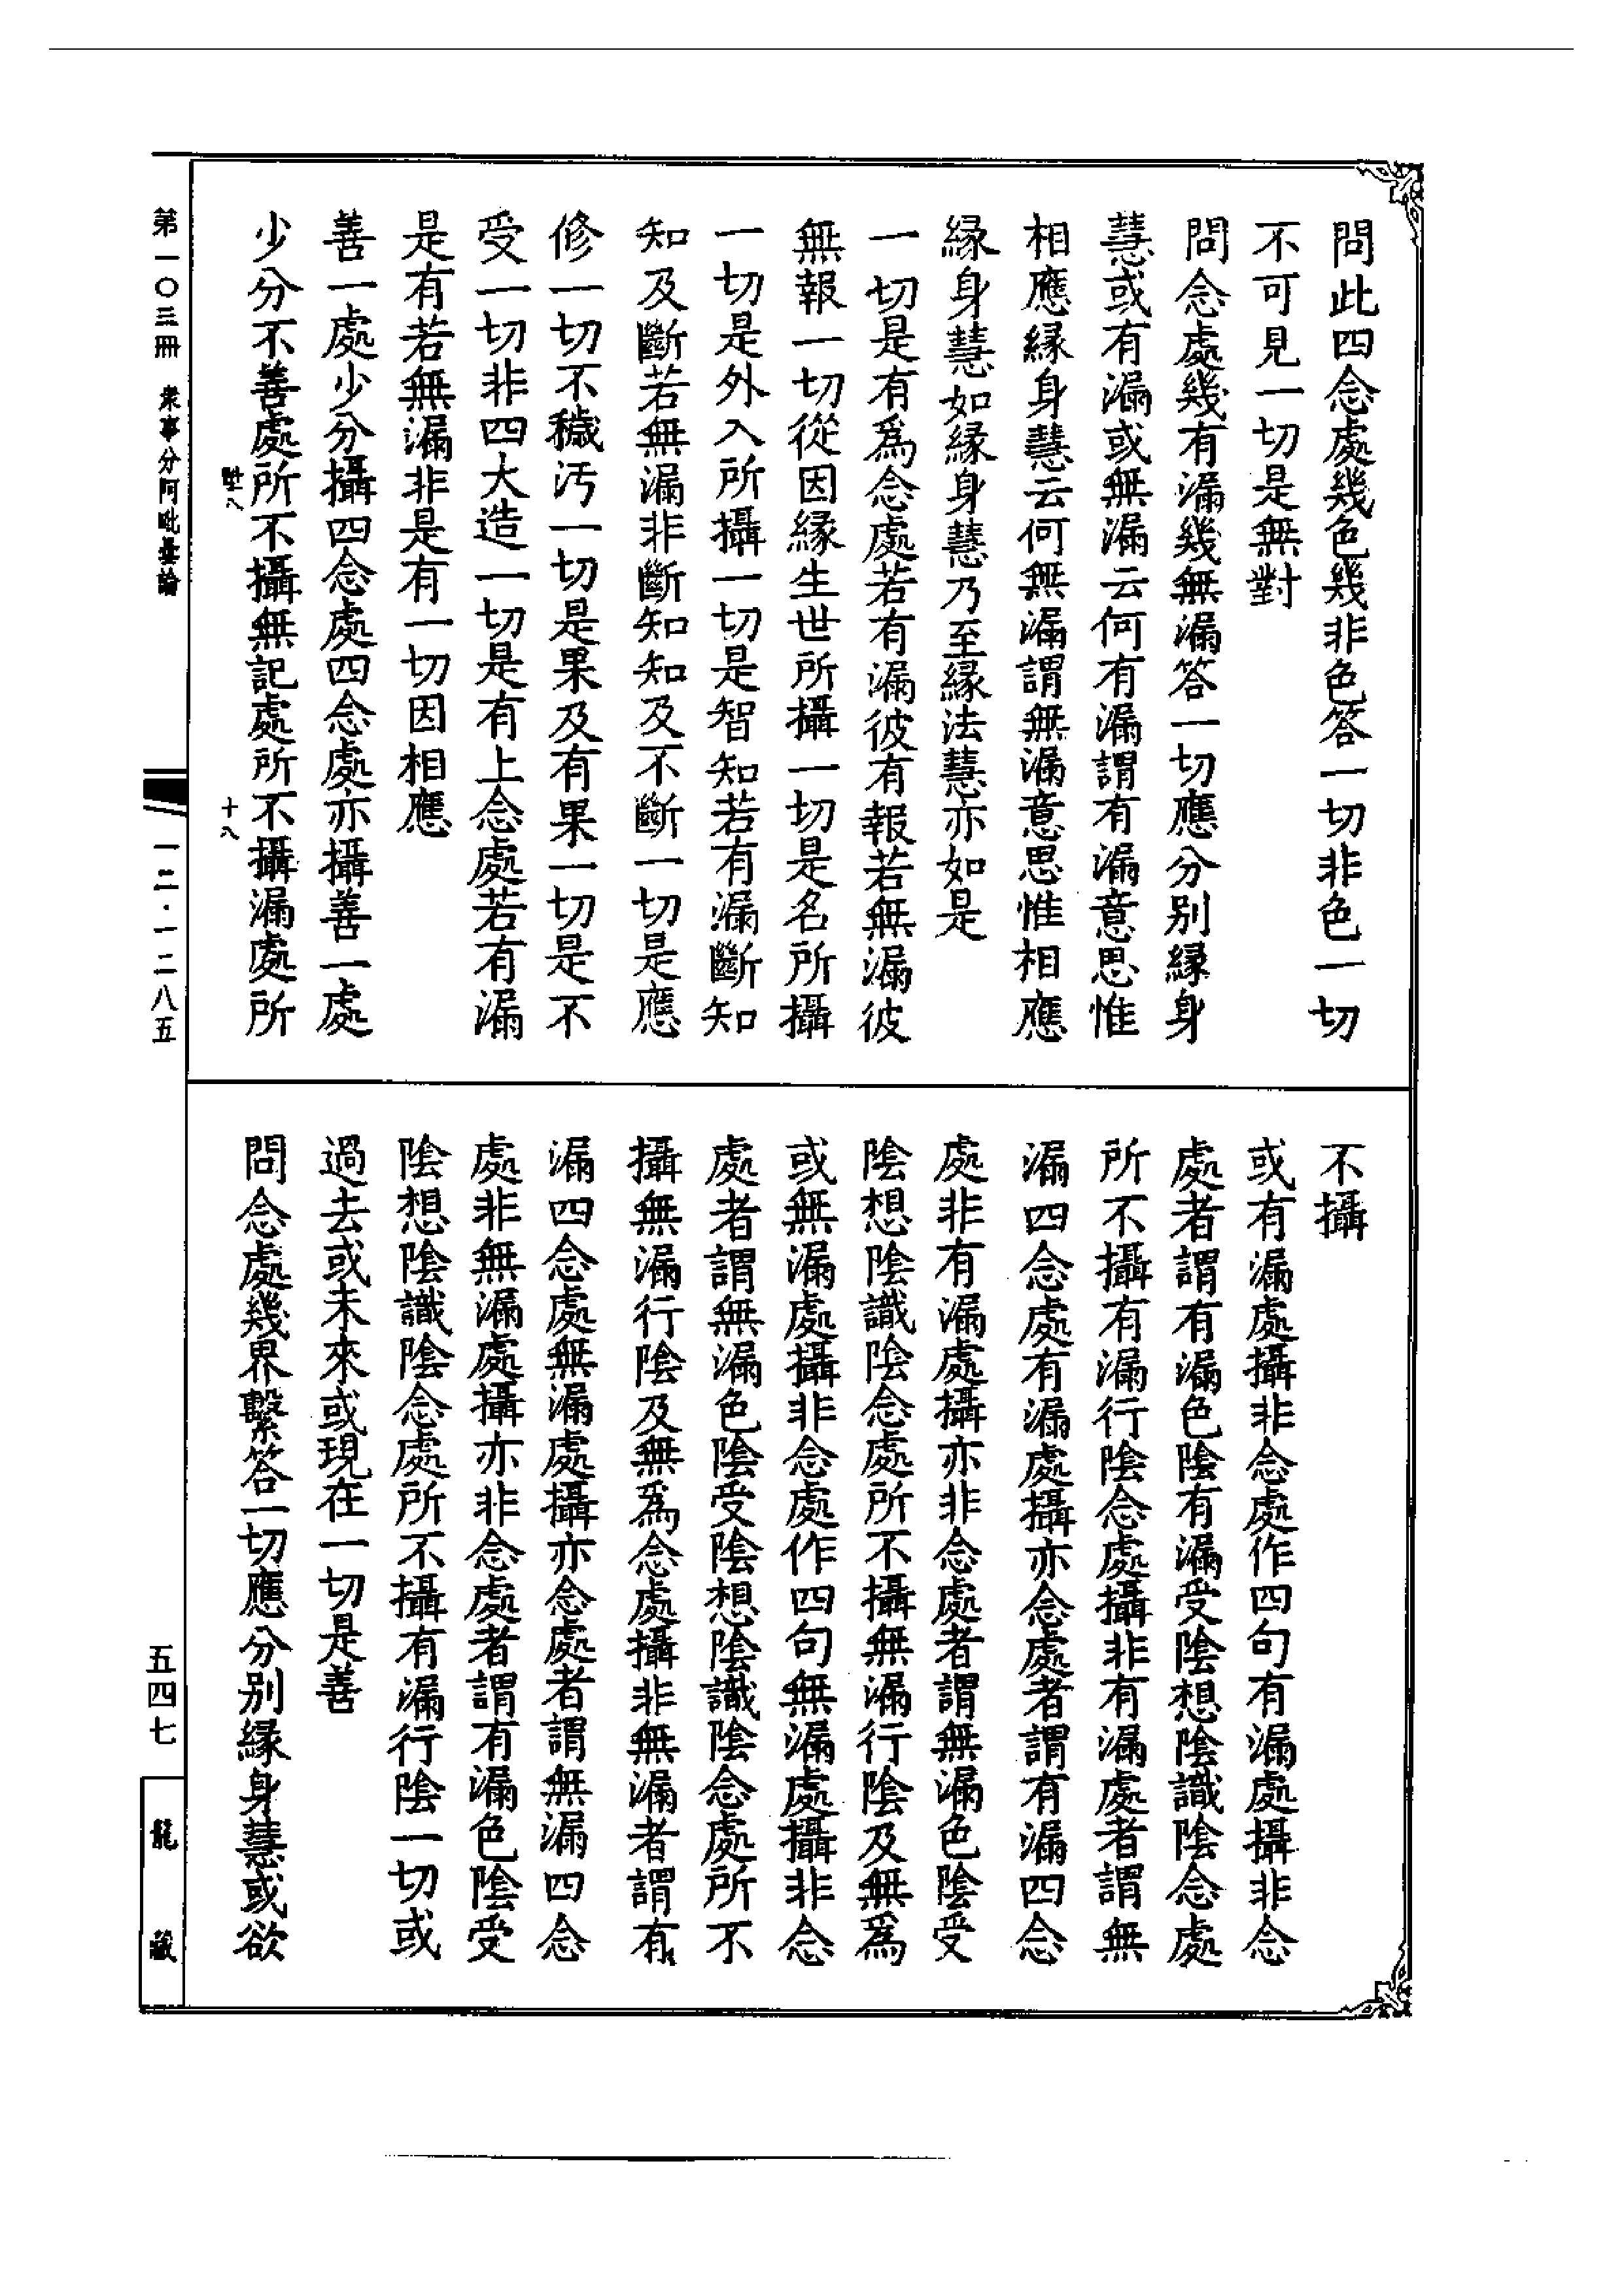 問此四念處幾色幾非色答一切非色一切
不可見一切是無對
問念處幾有漏幾無漏答一切應分别緣身
慧或有漏或無漏云何有漏謂有漏意思惟
相應緣身慧云何無漏謂無漏意思惟相應
緣身慧如緣身慧乃至緣法慧亦如是
一切是有爲念處若有漏彼有報若無漏彼
無報一切從因緣生世所攝一切是名所攝
一切是外入所攝一切是智知若有漏斷知
知及斷若無漏非斷知知及不斷一切是應
修一切不穢汚一切是果及有果一切是不
受一切非四大造一切是有上念處若有漏
是有若無漏非是有一切因相應
善一處少分攝四念處四念處亦攝善一處
少分不善處所不攝無記處所不攝漏處所
十八
不攝
或有漏處攝非念處作四句有漏處攝非念
處者謂有漏色陰有漏受陰想陰識陰念處
所不攝有漏行陰念處攝非有漏處者謂無
漏四念處有漏處攝亦念處者謂有漏四念
處非有漏處攝亦非念處者謂無漏色陰受
陰想陰識陰念處所不攝無漏行陰及無爲
或無漏處攝非念處作四句無漏處攝非念
處者謂無漏色陰受陰想陰識陰念處所不
攝無漏行陰及無爲念處攝非無漏者謂有
漏四念處無漏處攝亦念處者謂無漏四念
處非無漏處攝亦非念處者謂有漏色陰受
陰想陰識陰念處所不攝有漏行陰一切或
過去或未來或現在一切是善
問念處幾界繫答一切應分别緣身慧或欲
第一〇三冊 衆事分阿毗曇論
一二·一二八五
五四七
龍藏